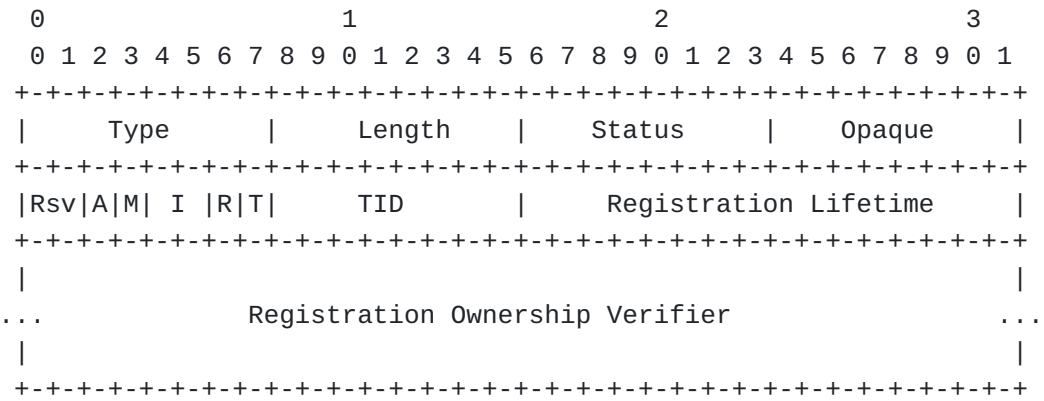 0                   1                   2                   3
  0 1 2 3 4 5 6 7 8 9 0 1 2 3 4 5 6 7 8 9 0 1 2 3 4 5 6 7 8 9 0 1
 +-+-+-+-+-+-+-+-+-+-+-+-+-+-+-+-+-+-+-+-+-+-+-+-+-+-+-+-+-+-+-+-+
 |     Type      |     Length    |    Status     |    Opaque     |
 +-+-+-+-+-+-+-+-+-+-+-+-+-+-+-+-+-+-+-+-+-+-+-+-+-+-+-+-+-+-+-+-+
 |Rsv|A|M| I |R|T|     TID       |     Registration Lifetime     |
 +-+-+-+-+-+-+-+-+-+-+-+-+-+-+-+-+-+-+-+-+-+-+-+-+-+-+-+-+-+-+-+-+
 |                                                               |
...             Registration Ownership Verifier                 ...
 |                                                               |
 +-+-+-+-+-+-+-+-+-+-+-+-+-+-+-+-+-+-+-+-+-+-+-+-+-+-+-+-+-+-+-+-+